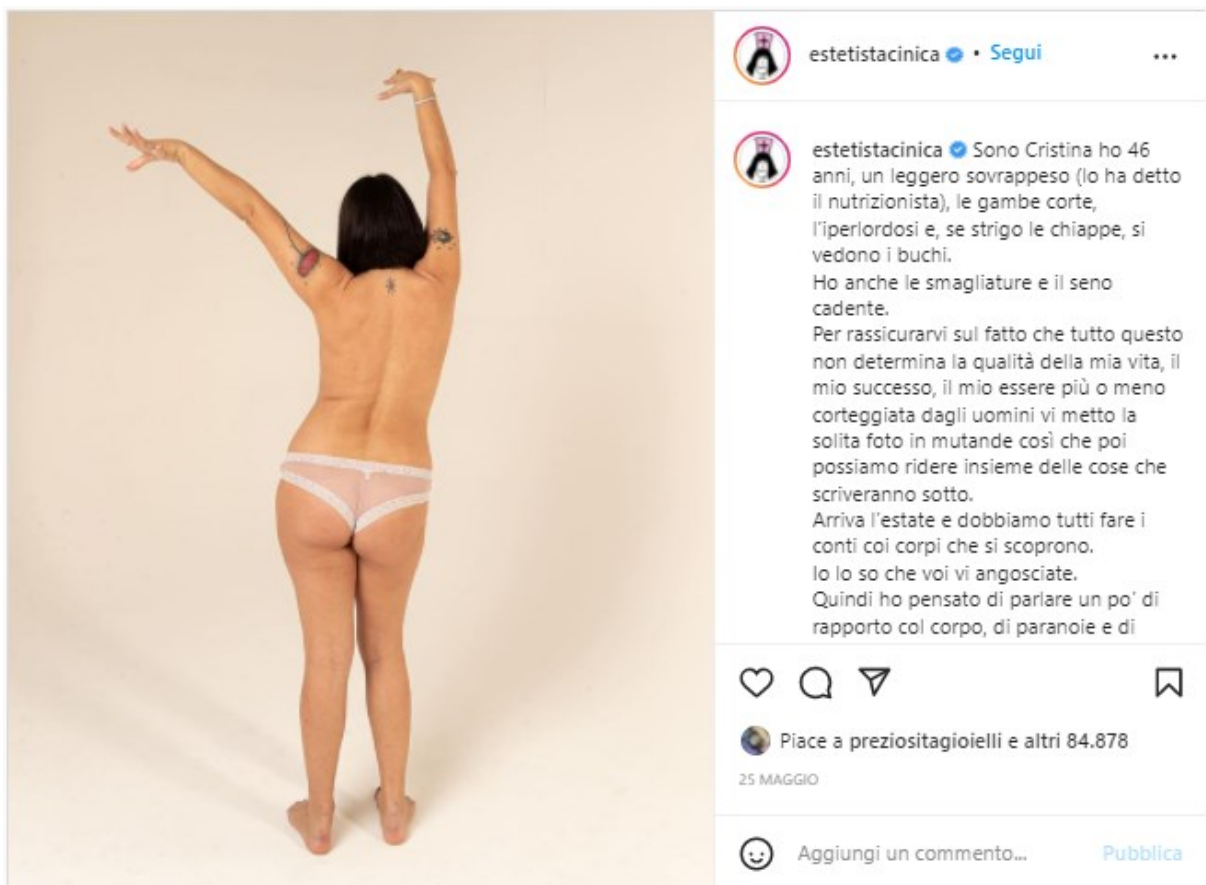 estetistacinica • Segui
estetistacinica Sono Cristina ho 46
anni, un leggero sovrappeso (lo ha detto
il nutrizionista), le gambe corte,
l'iperlordosi e, se strigo le chiappe, si
vedono i buchi.
Ho anche le smagliature e il seno
cadente.
Per rassicurarvi sul fatto che tutto questo
non determina la qualità della mia vita, il
mio successo, il mio essere più o meno
corteggiata dagli uomini vi metto la
solita foto in mutande così che poi
possiamo ridere insieme delle cose che
scriveranno sotto.
Arriva l'estate e dobbiamo tutti fare i
conti coi corpi che si scoprono.
Io lo so che voi vi angosciate.
Quindi ho pensato di parlare un po' di
rapporto col corpo, di paranoie e di
Piace a preziositagioielli e altri 84.878
25 MAGGIO
Aggiungi un commento... Pubblica